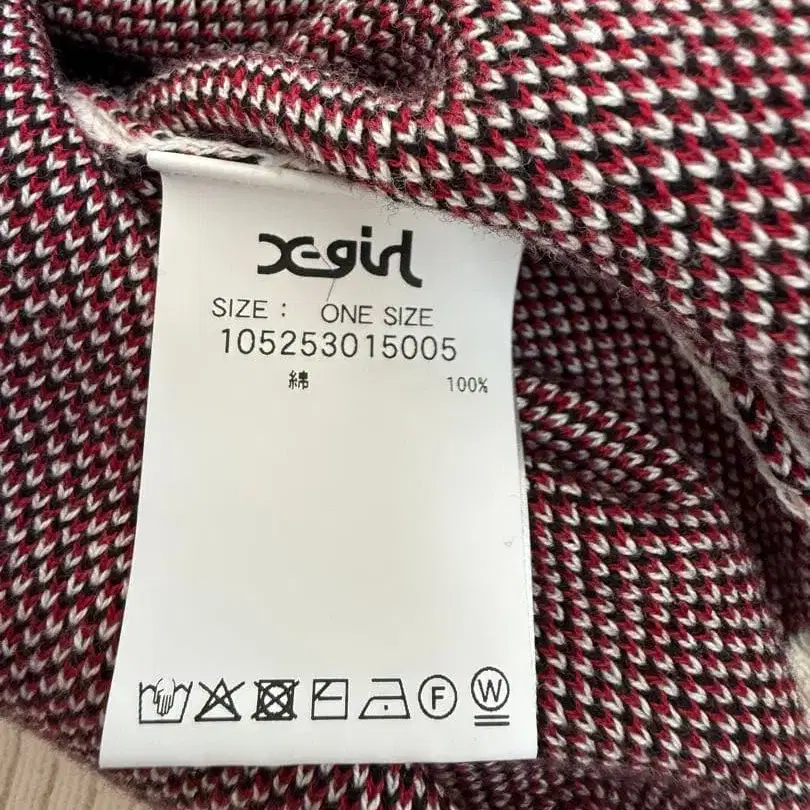 X-girl
SIZE : ONE SIZE
105253015005
綿 100%
F W